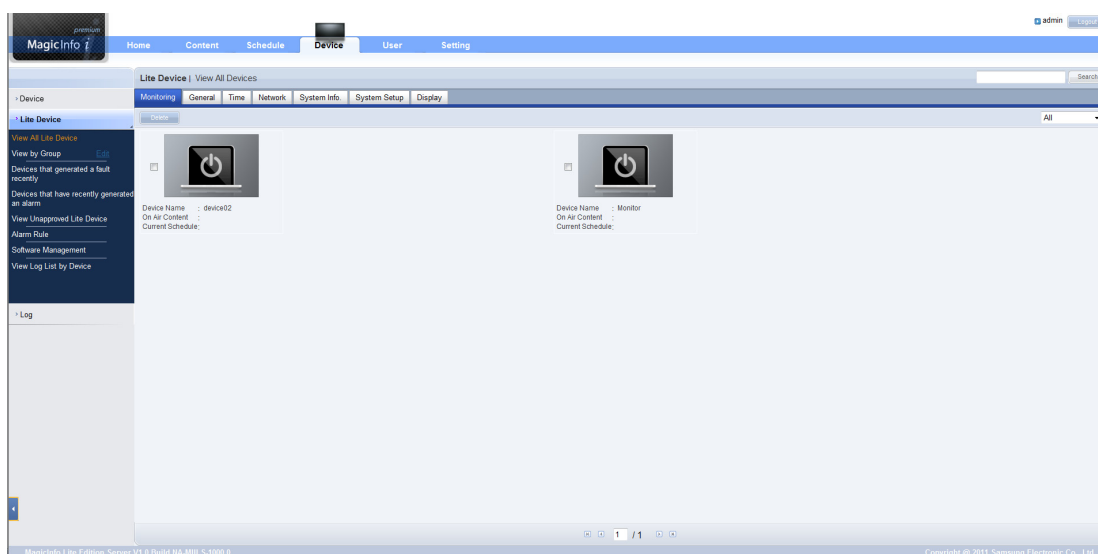 premium
MagicInfo i
admin
Logout
Home Content Schedule Device User Setting
Lite Device | View All Devices
Search
Device
Monitoring General Time Network System Info. System Setup Display
Lite Device
Delete
All
View All Lite Device
View by Group Edit
Devices that generated a fault
recently
Devices that have recently generated
an alarm
View Unapproved Lite Device
Alarm Rule
Software Management
View Log List by Device
Log
Device Name : device02
On Air Content :
Current Schedule:
Device Name : Monitor
On Air Content :
Current Schedule:
1 / 1
MagicInfo Lite Edition Server V1.0 Build NA-MIILS-1000.0
Copyright @ 2011 Samsung Electronic Co., Ltd